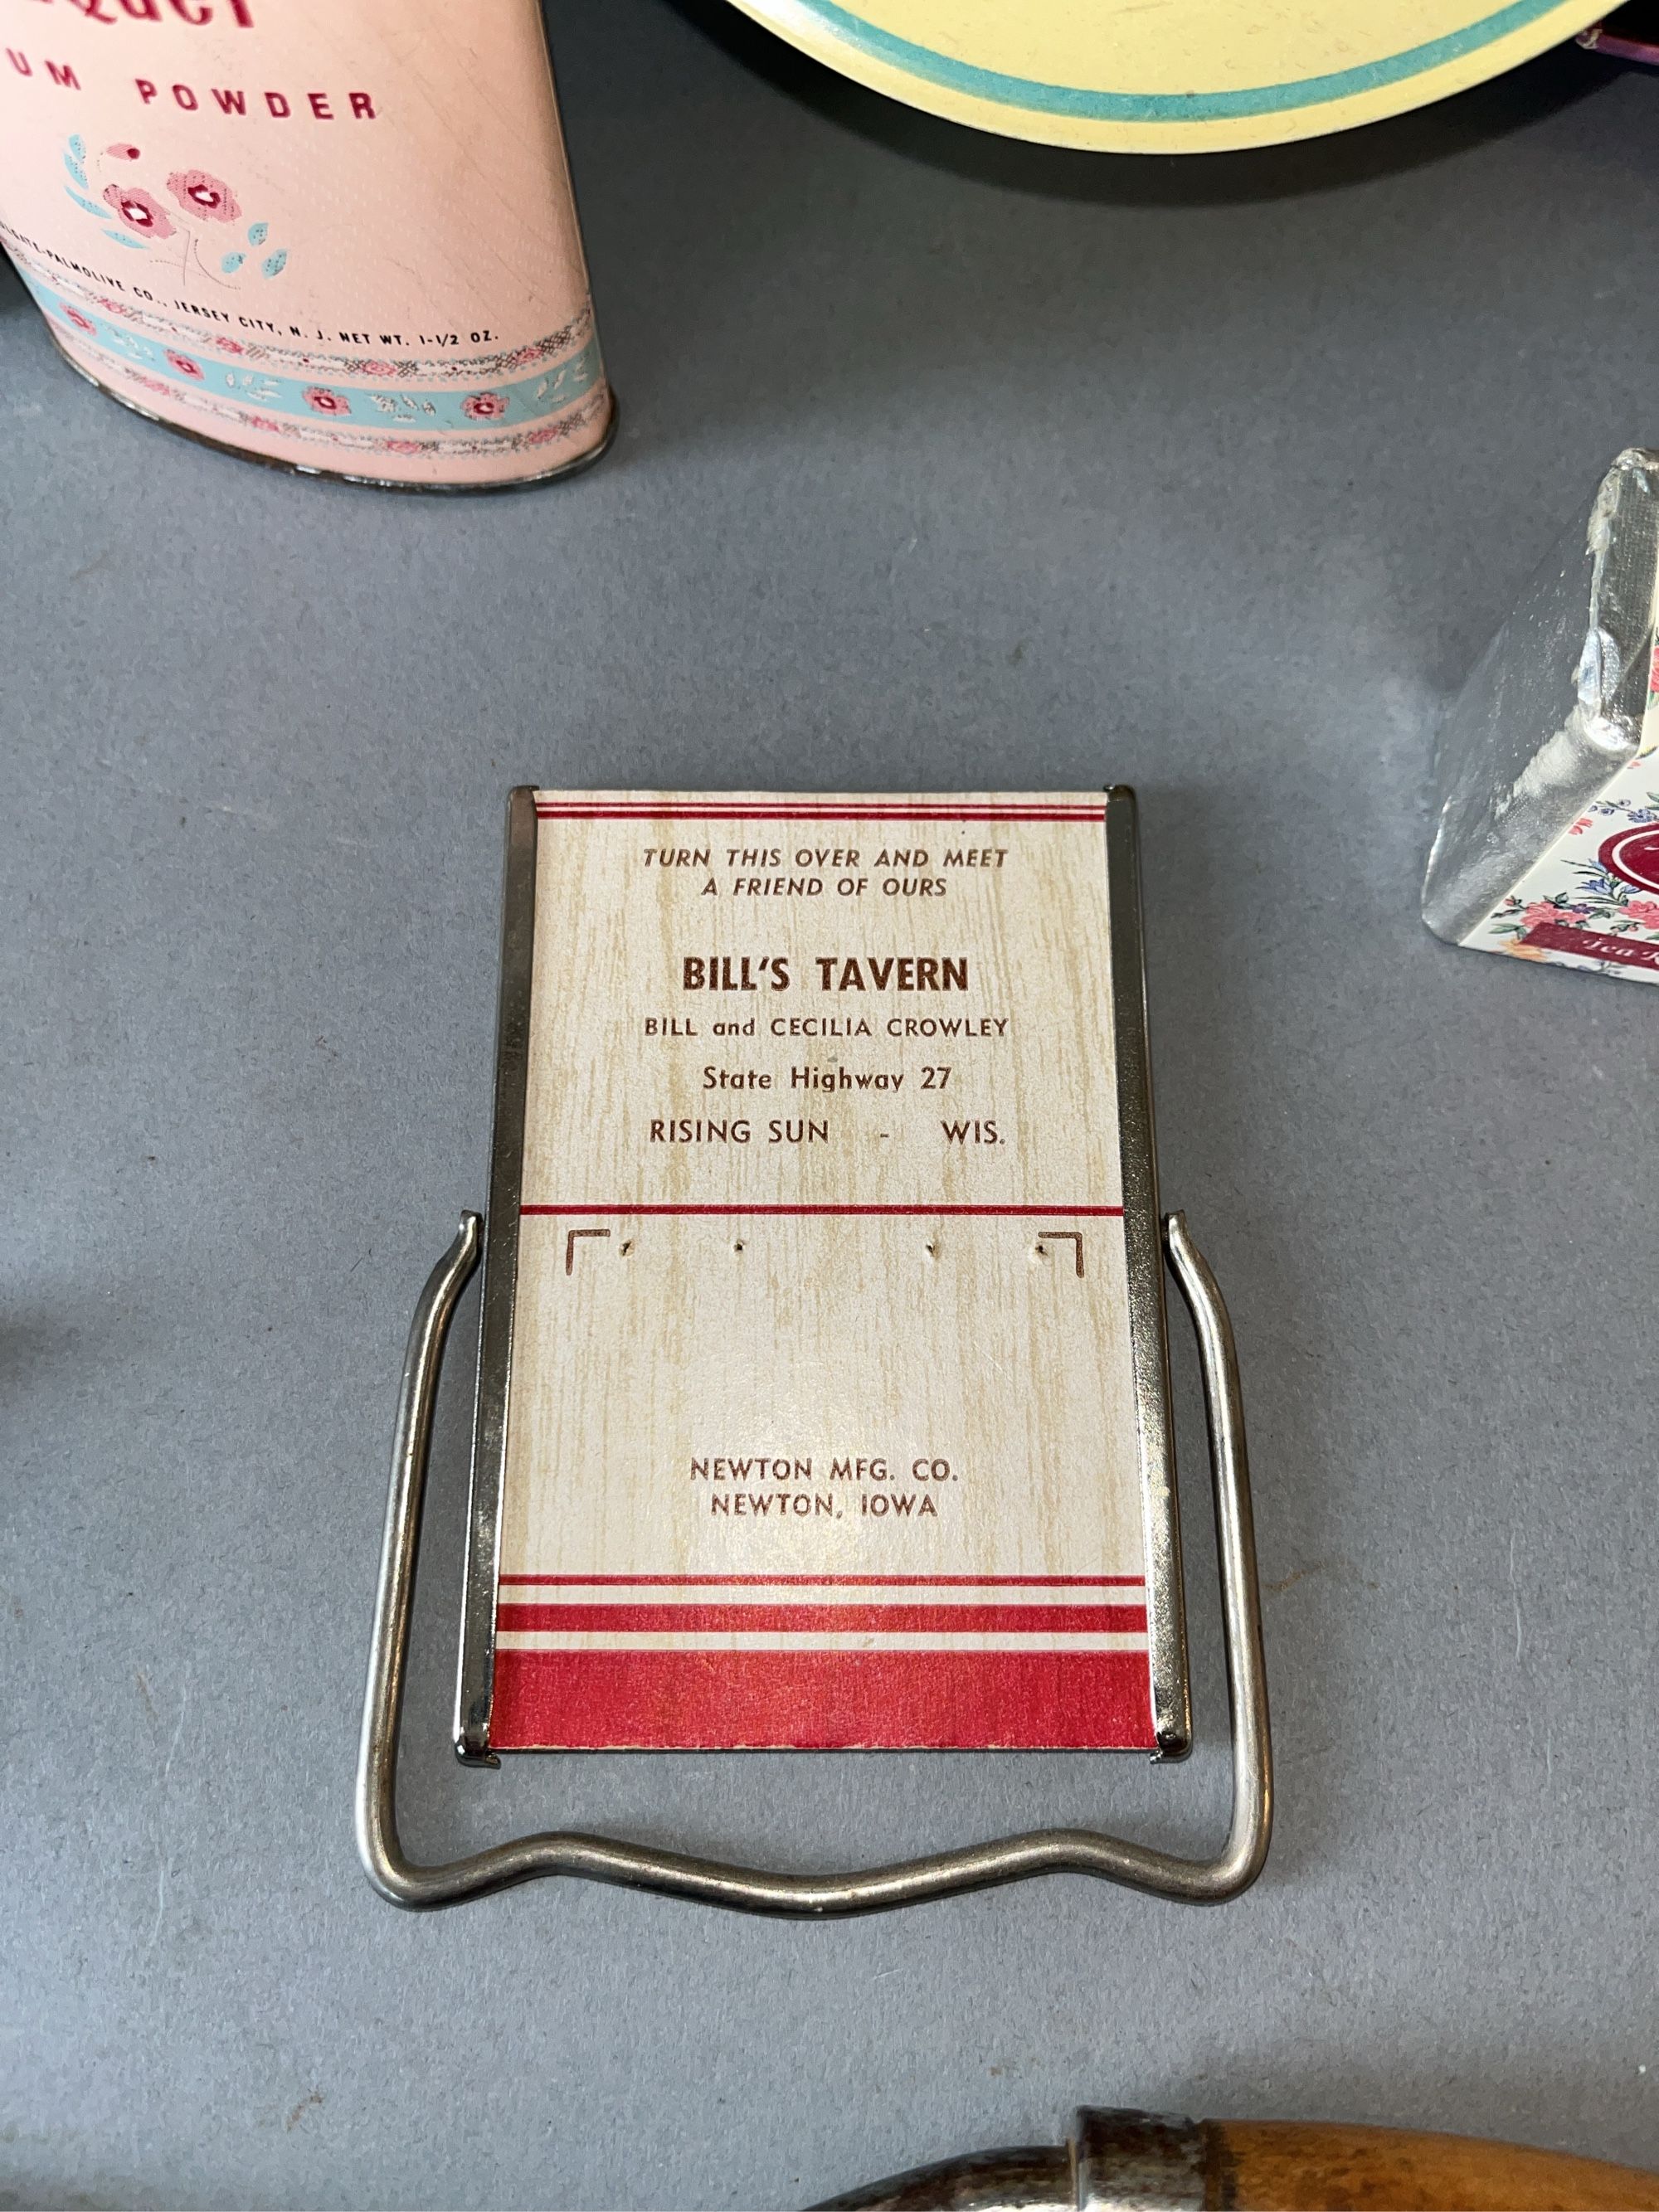 POWDER
CO., JERSEY CITY, N. J. NET WT. 1-1/2 OZ.
TURN THIS OVER AND MEET
A FRIEND OF OURS
BILL'S TAVERN
BILL and CECILIA CROWLEY
State Highway 27
RISING SUN - WIS.
NEWTON MFG. CO.
NEWTON, IOWA